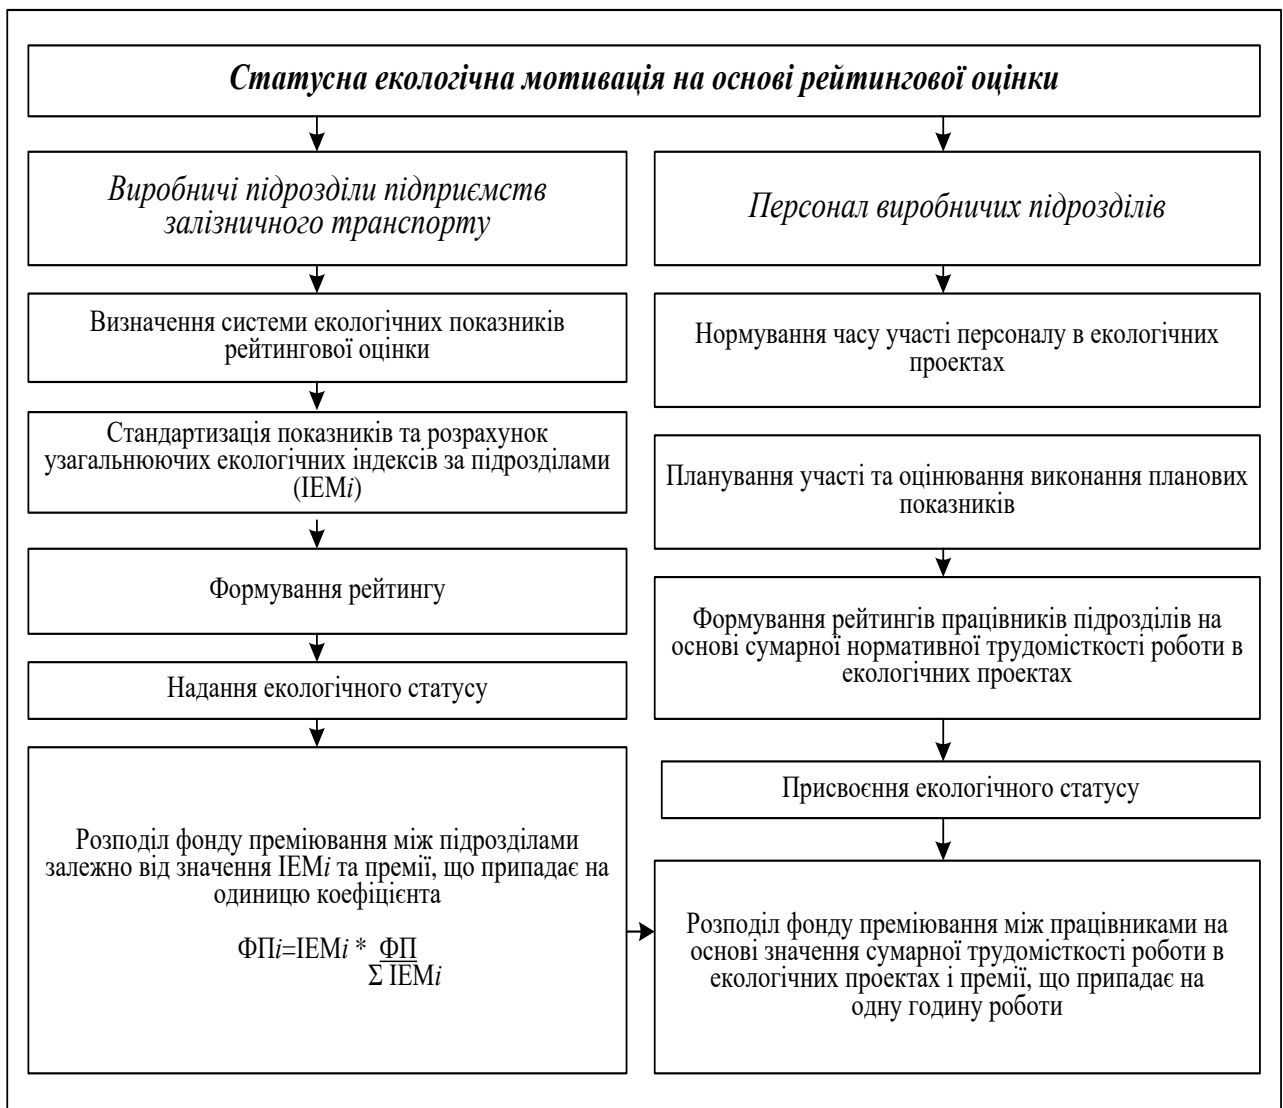 Статусна екологічна мотивація на основі рейтингової оцінки
Виробничі підрозділи підприємств
залізничного транспорту
Визначення системи екологічних показників
рейтингової оцінки
Стандартизація показників та розрахунок
узагальнюючих екологічних індексів за підрозділами
(ІЕМi)
Формування рейтингу
Надання екологічного статусу
Розподіл фонду преміювання між підрозділами
залежно від значення ІЕМi та премії, що припадає на
одиницю коефіцієнта
ФПi=ІЕМi * ФП
Σ ІЕМi
Персонал виробничих підрозділів
Нормування часу участі персоналу в екологічних
проектах
Планування участі та оцінювання виконання планових
показників
Формування рейтингів працівників підрозділів на
основі сумарної нормативної трудомісткості роботи в
екологічних проектах
Присвоєння екологічного статусу
Розподіл фонду преміювання між працівниками на
основі значення сумарної трудомісткості роботи в
екологічних проектах і премії, що припадає на
одну годину роботи